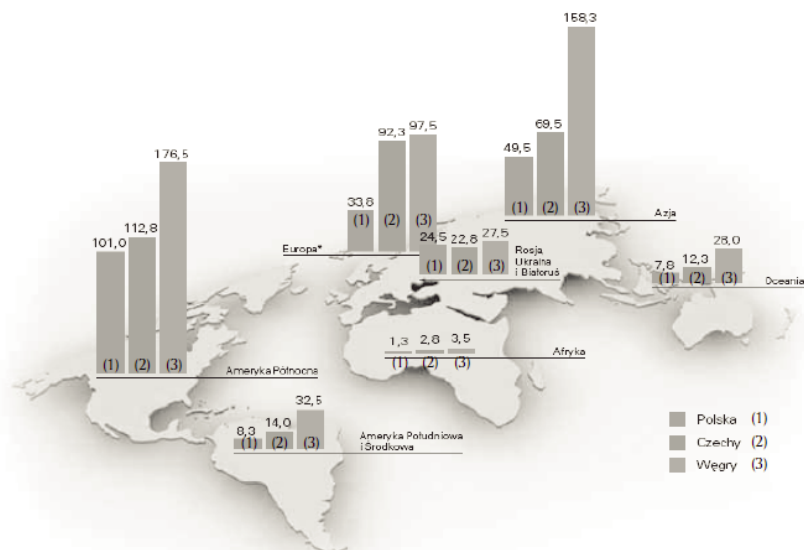 158,3
69,5
49,5
(1) (2) (3)
Azja
176,5
112,8
101,0
(1) (2) (3)
Ameryka Północna
97,5
92,3
33,8
(1) (2) (3)
Europa*
24,5 22,8 27,5
(1) (2) (3)
Rosja,
Ukraina
i Białoruś
28,0
12,3
7,8
(1) (2) (3)
Oceania
1,3 2,8 3,5
(1) (2) (3)
Afryka
32,5
14,0
8,3
(1) (2) (3)
Ameryka Południowa
i Środkowa
Polska (1)
Czechy (2)
Węgry (3)